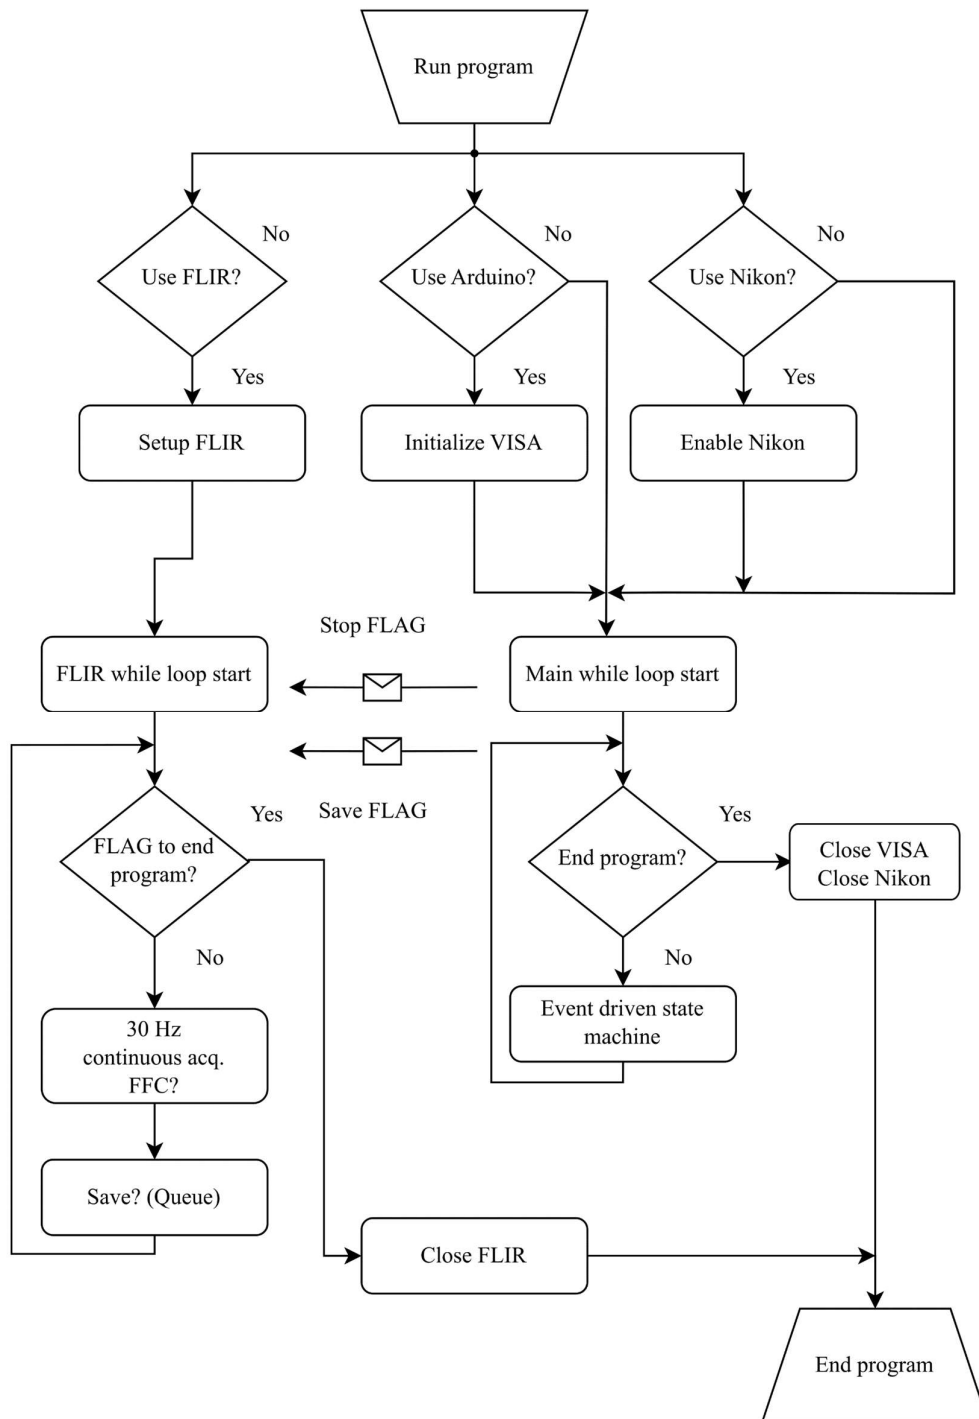 Run program
No
No
No
Use FLIR?
Use Arduino?
Use Nikon?
Yes
Yes
Yes
Setup FLIR
Initialize VISA
Enable Nikon
Stop FLAG
FLIR while loop start
Main while loop start
Save FLAG
Yes
Yes
FLAG to end
program?
End program?
Close VISA
Close Nikon
No
No
30 Hz
continuous acq.
FFC?
Event driven state
machine
Save? (Queue)
Close FLIR
End program